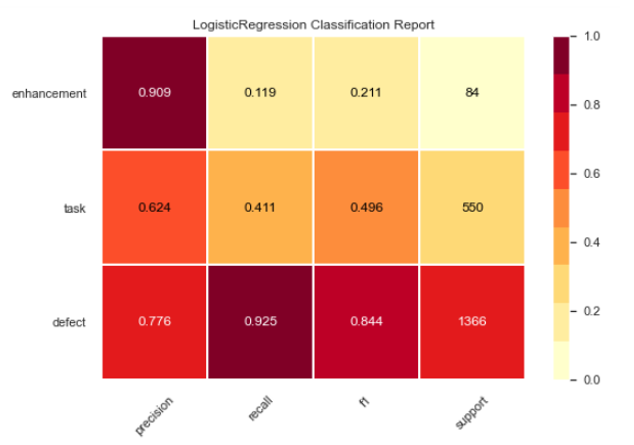 LogisticRegression Classification Report
enhancement 0.909 0.119 0.211 84
task 0.624 0.411 0.496 550
defect 0.776 0.925 0.844 1366
precision recall f1 support
1.0
0.8
0.6
0.4
0.2
0.0